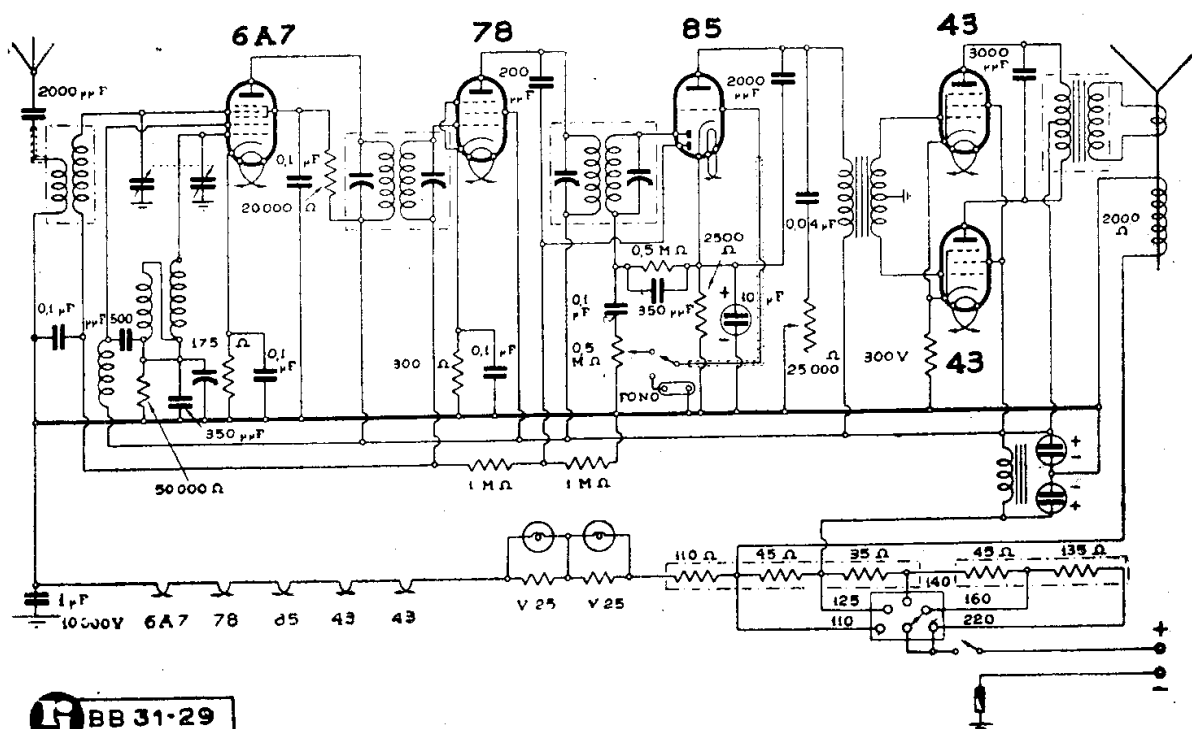 6A7
78
85
43
2000 µµF
200 µµF
2000 µµF
3000 µµF
0,1 µF
20000 Ω
0,04 µF
2000 Ω
0,5 MΩ
2500 Ω
350 µµF
10 µF
0,1 µF
0,1 µF
µµF 500
175 Ω
0,1 µF
300 Ω
0,1 µF
0,5 MΩ
Ω 25000
300 V
43
FONO
350 µµF
50000 Ω
1 MΩ
1 MΩ
+
-
-
+
+
-
110 Ω
45 Ω
35 Ω
45 Ω
135 Ω
140
125
160
110
220
V 25
V 25
1 µF
10000V
6A7
78
85
43
43
+
-
BB 31-29